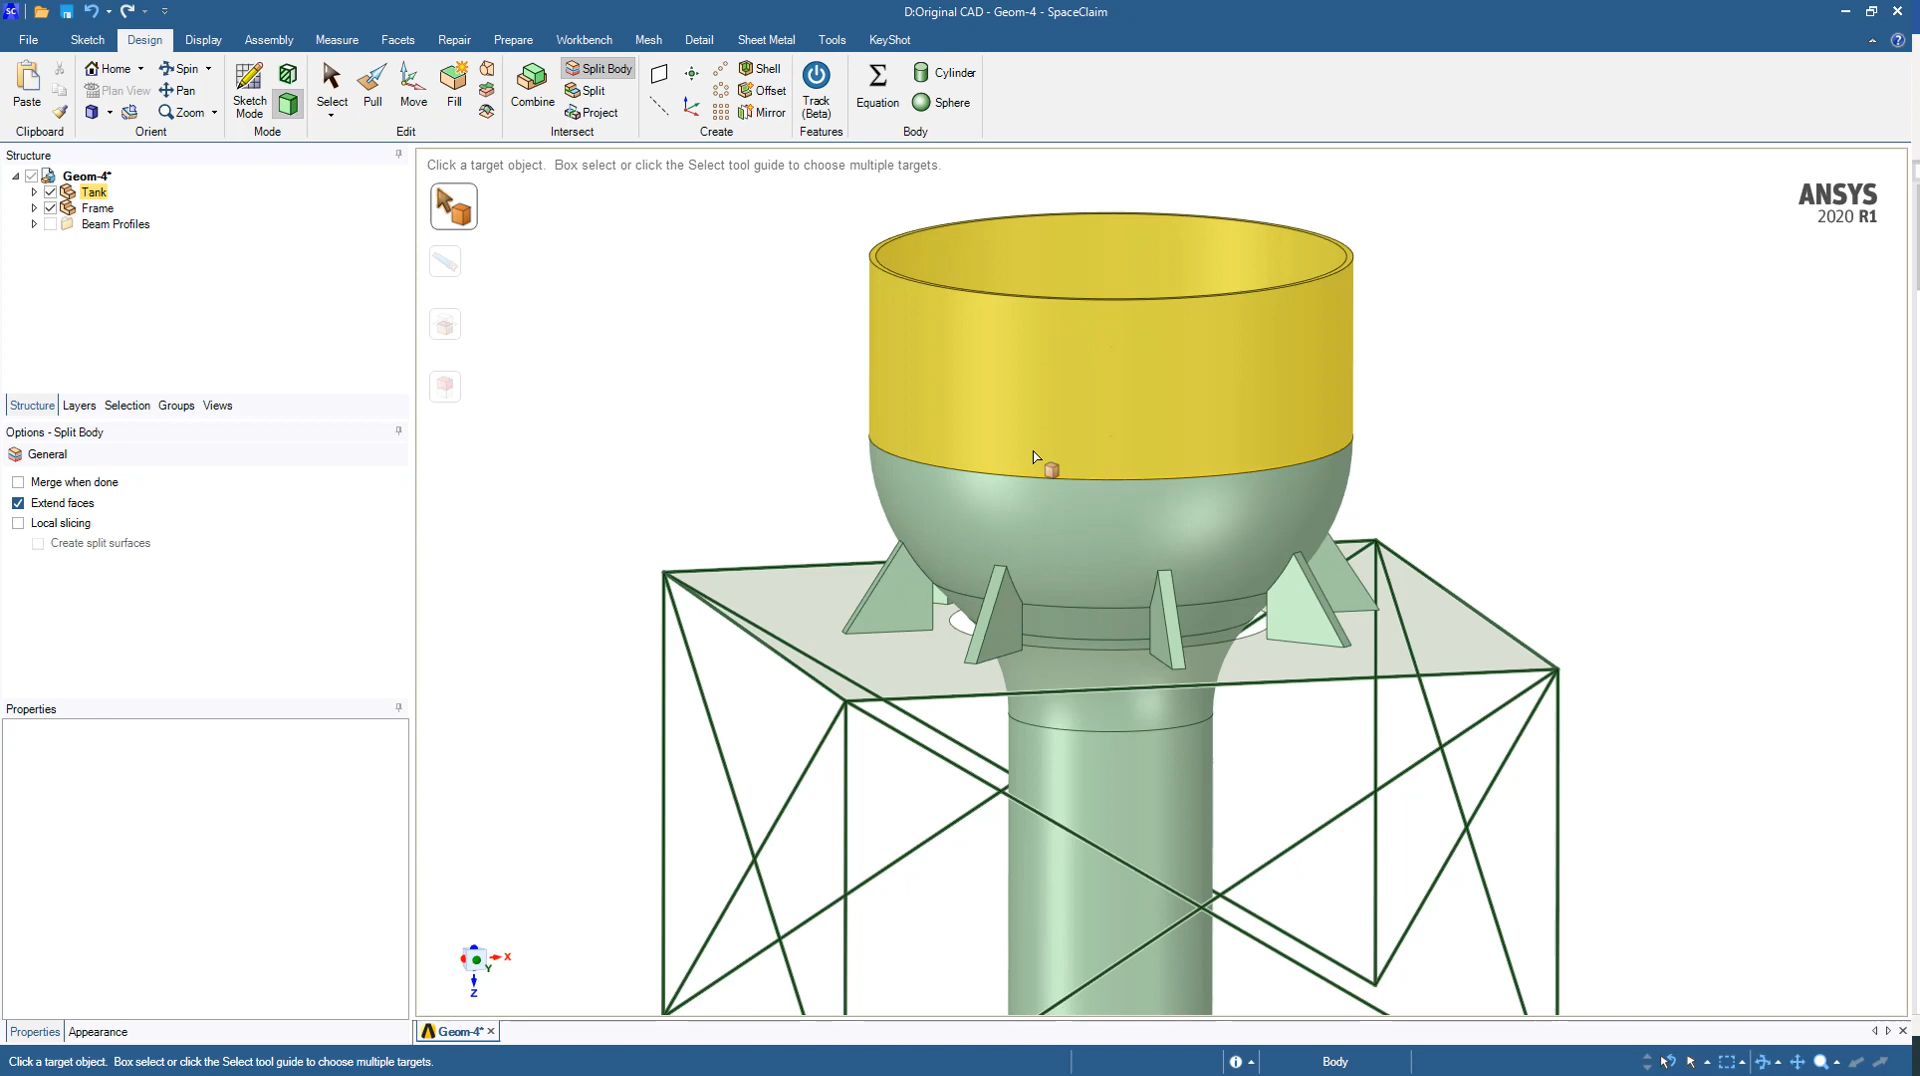 D:Original CAD - Geom-4 - SpaceClaim
File Sketch Design Display Assembly Measure Facets Repair Prepare Workbench Mesh Detail Sheet Metal Tools KeyShot
Paste
Clipboard
Home Spin
Plan View Pan
Zoom
Orient
Sketch Mode
Mode
Select Pull Move Fill
Edit
Combine
Split Body
Split
Project
Intersect
Shell
Offset
Mirror
Create
Track (Beta)
Features
Equation
Cylinder
Sphere
Body
Structure
Geom-4*
Tank
Frame
Beam Profiles
Structure Layers Selection Groups Views
Options - Split Body
General
Merge when done
Extend faces
Local slicing
Create split surfaces
Properties
Properties Appearance
Click a target object. Box select or click the Select tool guide to choose multiple targets.
ANSYS
2020 R1
X
Y
Z
Geom-4*
Click a target object. Box select or click the Select tool guide to choose multiple targets.
Body